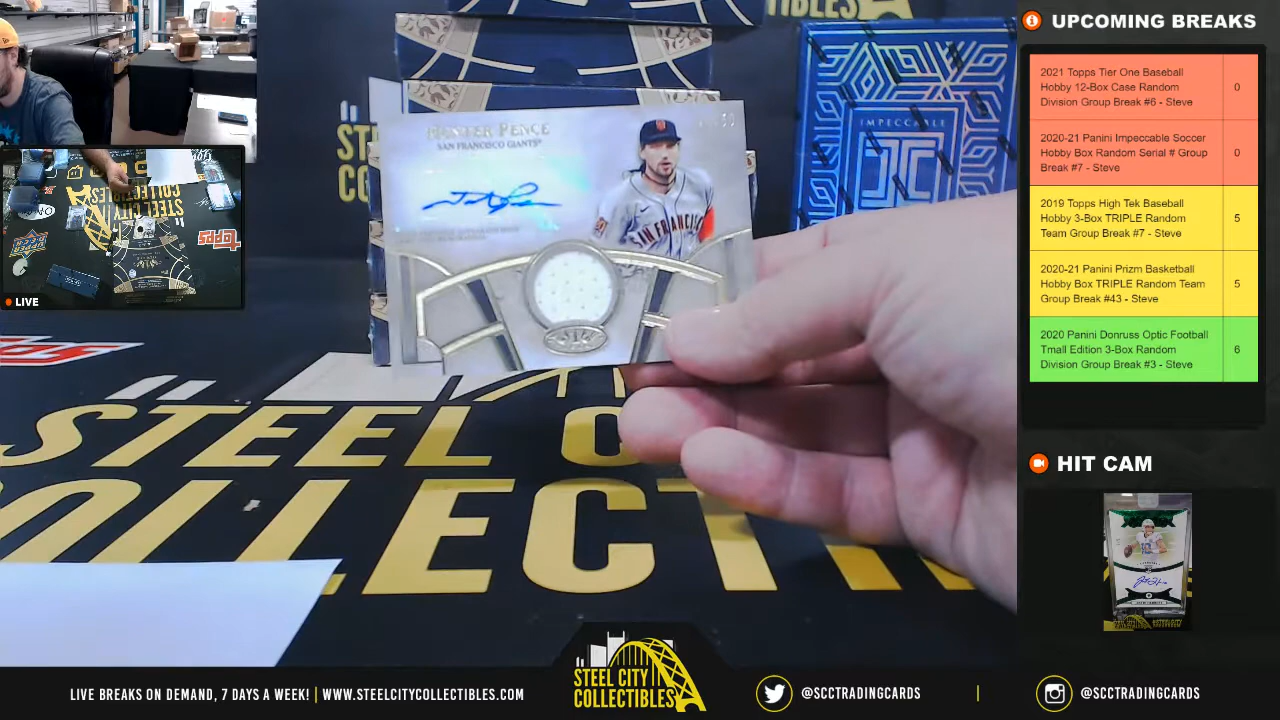 UPCOMING BREAKS
2021 Topps Tier One Baseball
Hobby 12-Box Case Random
Division Group Break #6 - Steve
0
2020-21 Panini Impeccable Soccer
Hobby Box Random Serial # Group
Break #7 - Steve
0
2019 Topps High Tek Baseball
Hobby 3-Box TRIPLE Random
Team Group Break #7 - Steve
5
2020-21 Panini Prizm Basketball
Hobby Box TRIPLE Random Team
Group Break #43 - Steve
5
2020 Panini Donruss Optic Football
Tmall Edition 3-Box Random
Division Group Break #3 - Steve
6
HIT CAM
LIVE
HUNTER PENCE
SAN FRANCISCO GIANTS
SAN FRANCISCO
IMPECCABLE
STEEL C
COLLECTIB
STEEL CITY
COLLECTIBLES
LIVE BREAKS ON DEMAND, 7 DAYS A WEEK! | WWW.STEELCITYCOLLECTIBLES.COM
@SCCTRADINGCARDS
@SCCTRADINGCARDS